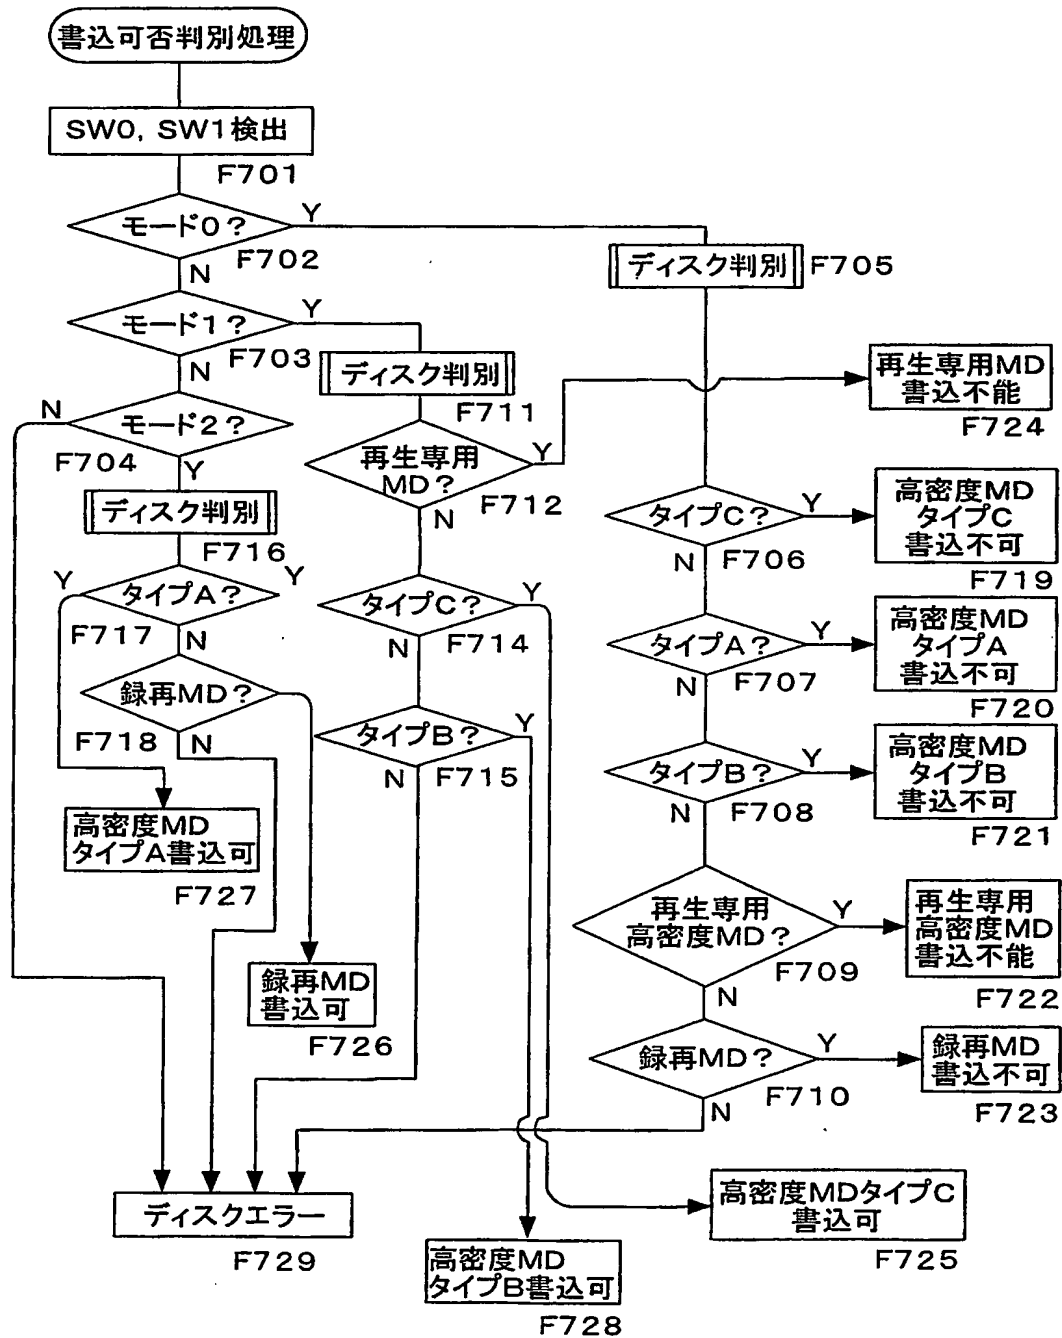 書込可否判別処理
SW0, SW1検出
F701
モード0？
Y
F702
N
ディスク判別
F705
モード1？
Y
F703
N
ディスク判別
F711
再生専用MD
書込不能
F724
N
モード2？
F704
Y
再生専用
MD？
Y
F712
N
ディスク判別
F716
タイプC？
Y
F706
N
高密度MD
タイプC
書込不可
F719
Y
タイプA？
Y
F717
N
タイプC？
Y
F714
N
タイプA？
Y
F707
N
高密度MD
タイプA
書込不可
F720
録再MD？
F718
N
タイプB？
Y
F715
N
タイプB？
Y
F708
N
高密度MD
タイプB
書込不可
F721
高密度MD
タイプA書込可
F727
再生専用
高密度MD？
Y
F709
N
再生専用
高密度MD
書込不能
F722
録再MD
書込可
F726
録再MD？
Y
F710
N
録再MD
書込不可
F723
ディスクエラー
F729
高密度MDタイプC
書込可
F725
高密度MD
タイプB書込可
F728